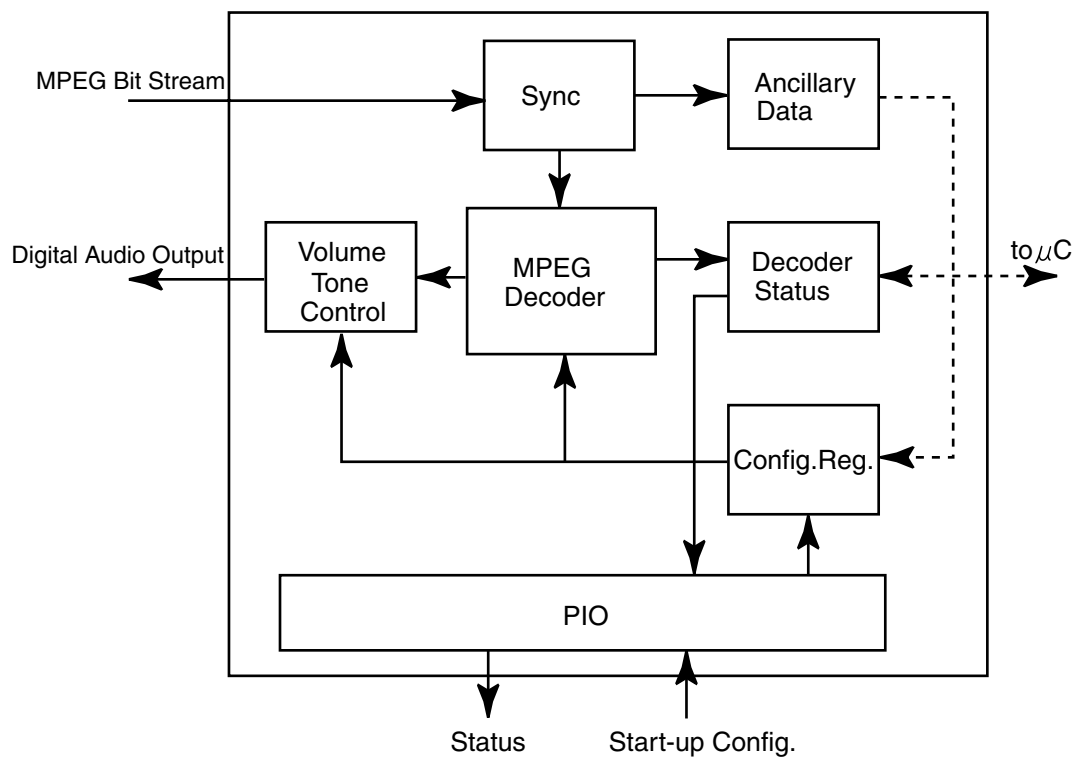 MPEG Bit Stream
Sync
Ancillary
Data
Digital Audio Output
Volume
Tone
Control
MPEG
Decoder
Decoder
Status
to μC
Config.Reg.
PIO
Status
Start-up Config.